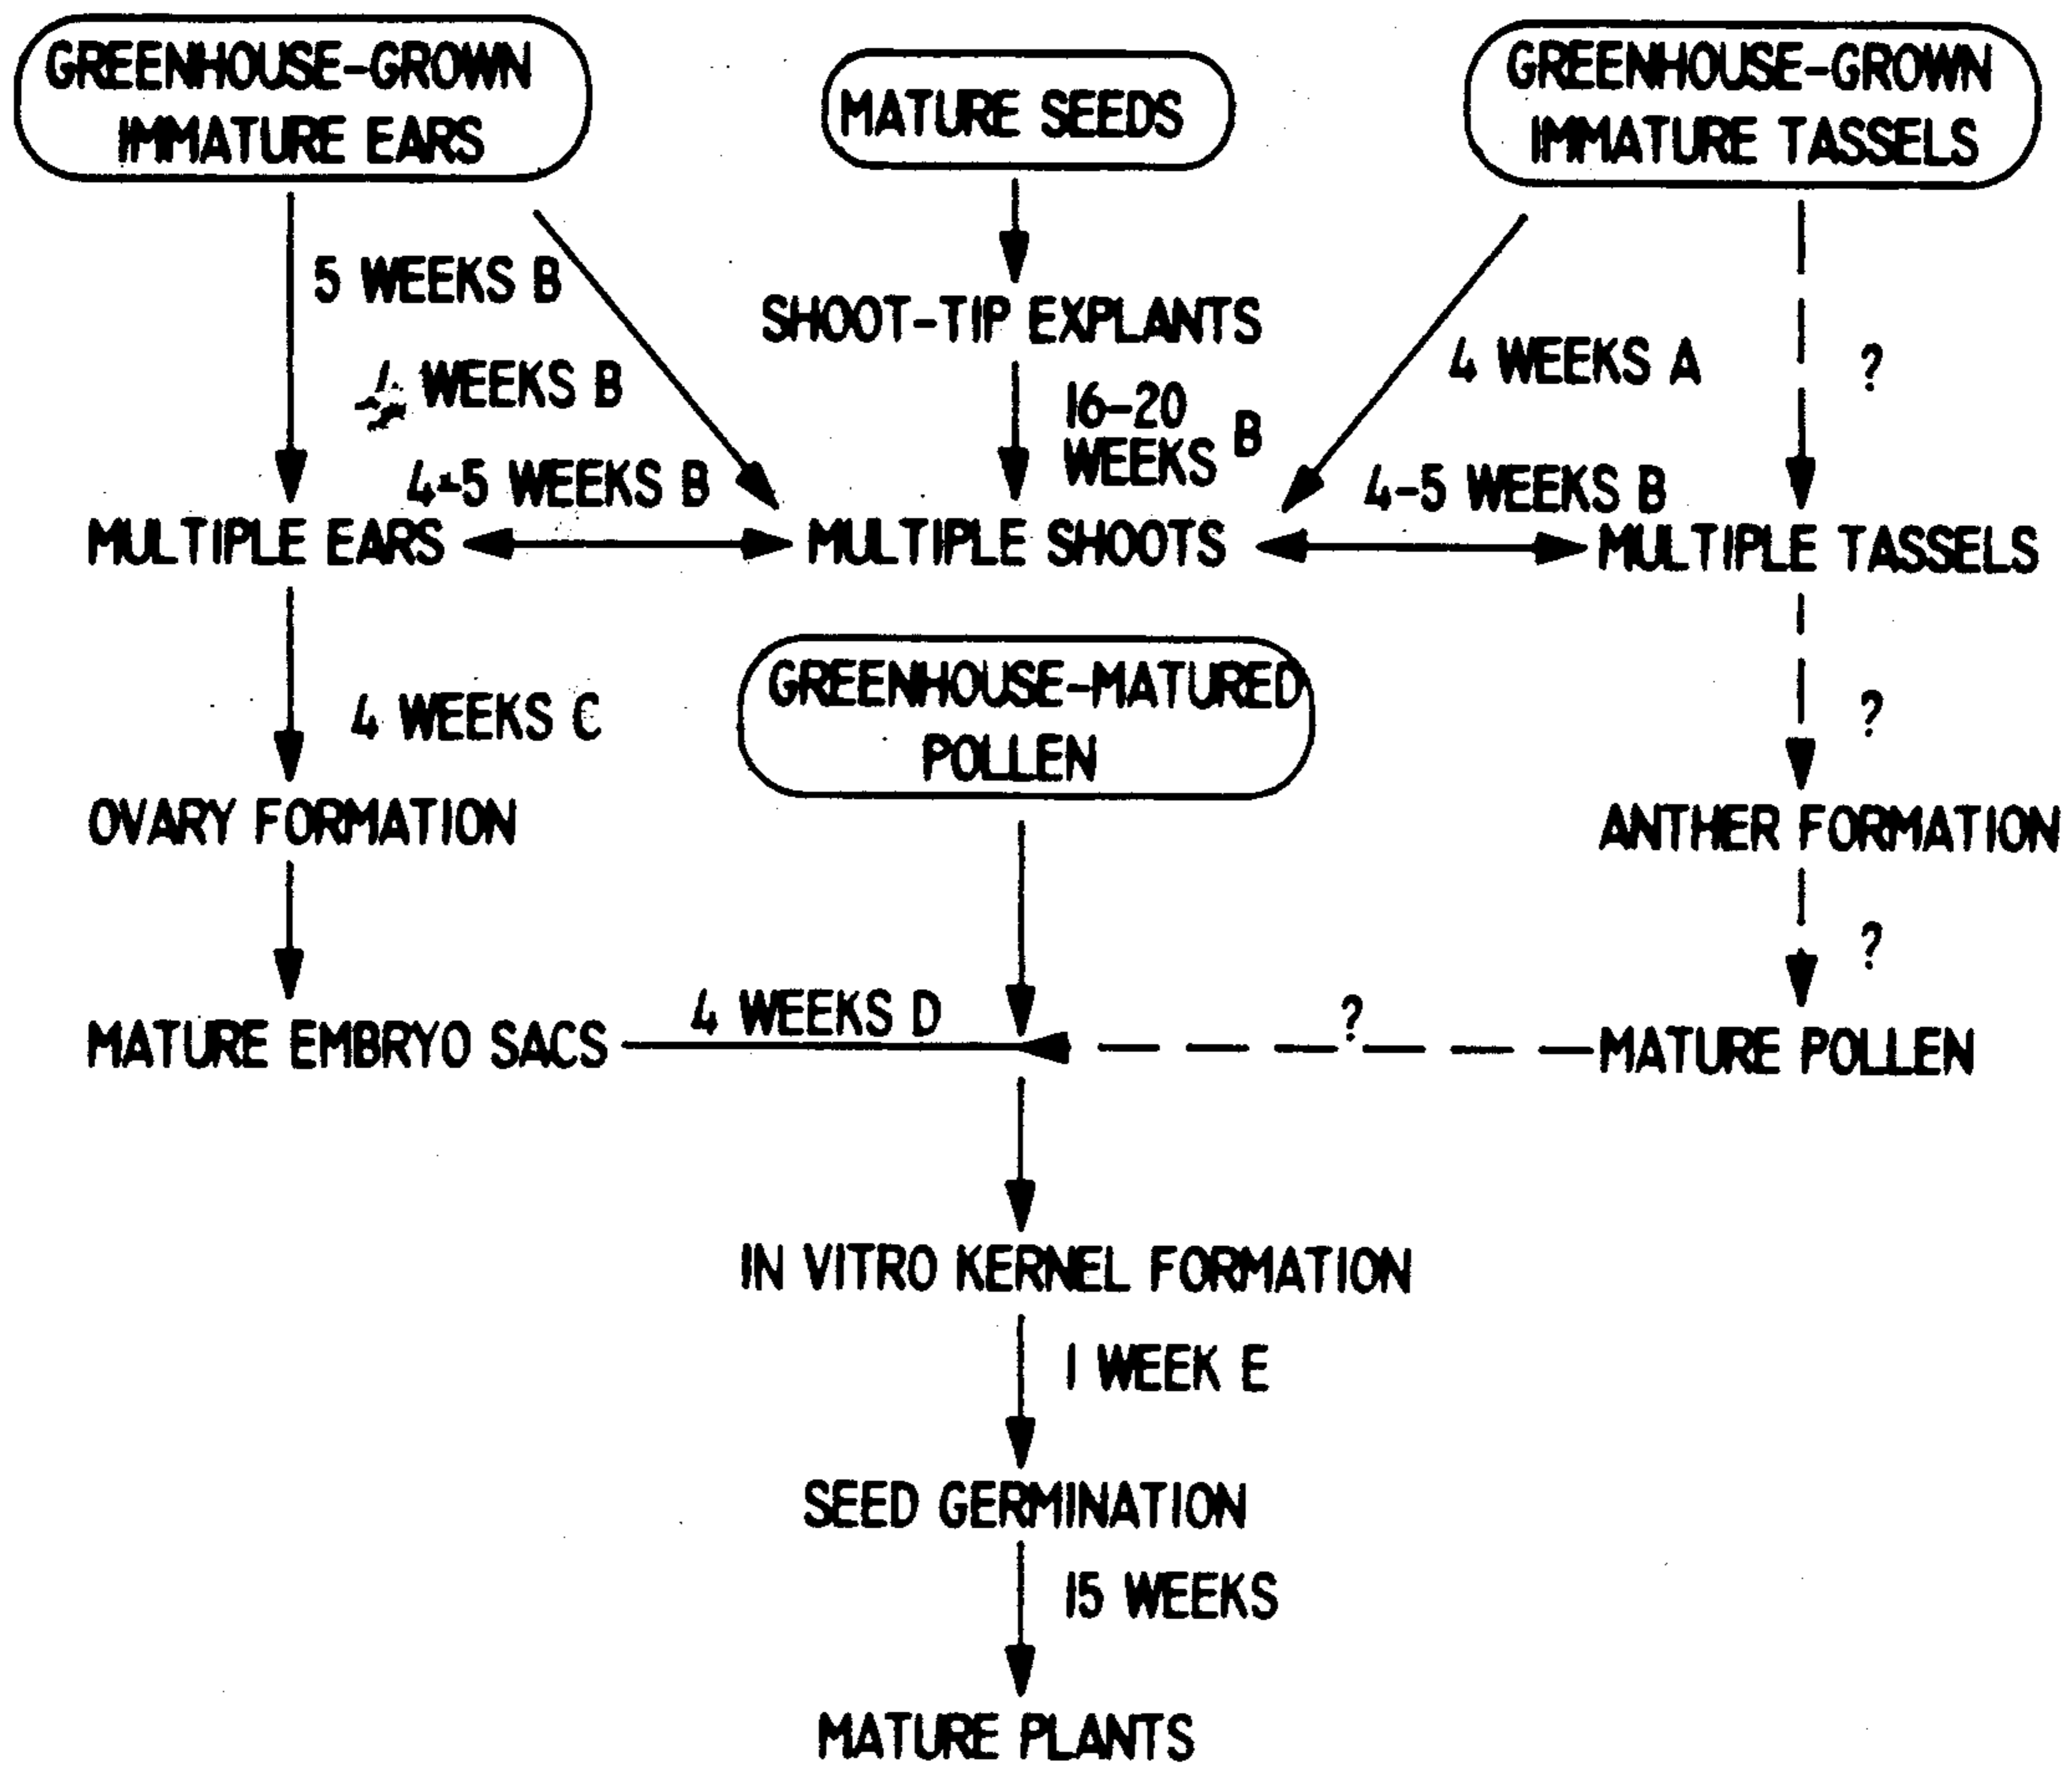 GREENHOUSE-GROWN
IMMATURE EARS
MATURE SEEDS
GREENHOUSE-GROWN
IMMATURE TASSELS
5 WEEKS B
SHOOT-TIP EXPLANTS
4 WEEKS A
?
4 WEEKS B
16-20
WEEKS B
4-5 WEEKS B
4-5 WEEKS B
MULTIPLE EARS
MULTIPLE SHOOTS
MULTIPLE TASSELS
GREENHOUSE-MATURED
POLLEN
4 WEEKS C
?
OVARY FORMATION
ANTHER FORMATION
?
4 WEEKS D
?
MATURE EMBRYO SACS
MATURE POLLEN
IN VITRO KERNEL FORMATION
1 WEEK E
SEED GERMINATION
15 WEEKS
MATURE PLANTS